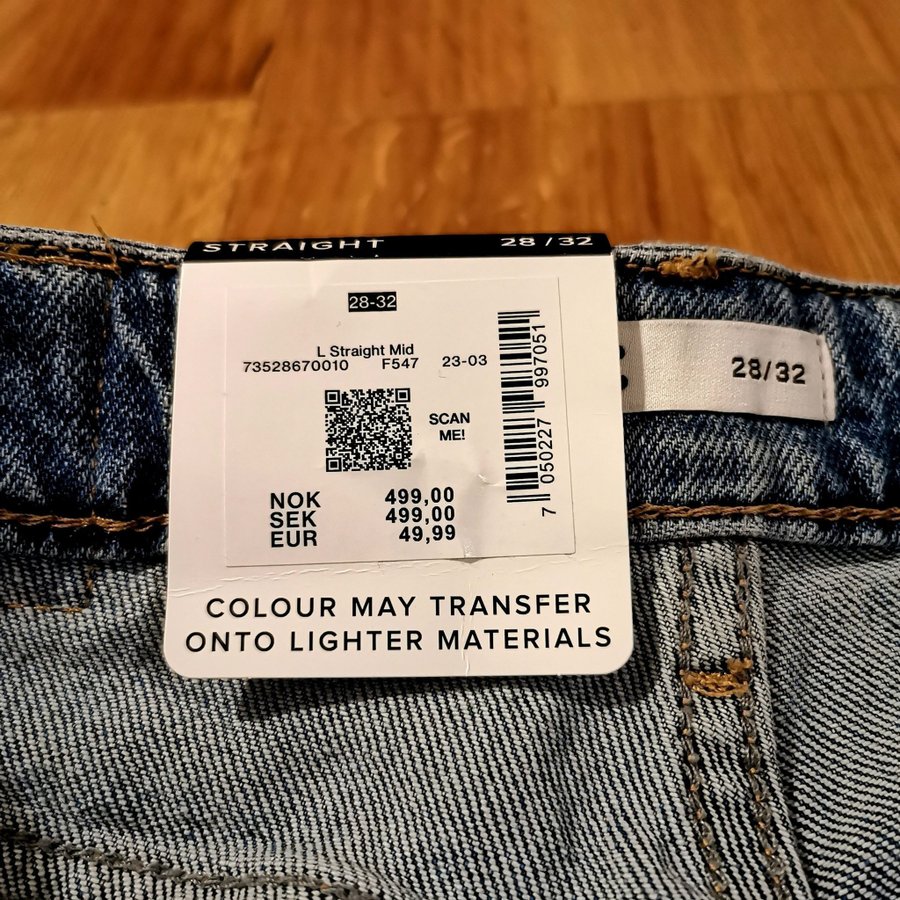 STRAIGHT 28 / 32
28-32
L Straight Mid
73528670010 F547 23-03
SCAN
ME!
NOK 499,00
SEK 499,00
EUR 49,99
7 050227 997051
COLOUR MAY TRANSFER
ONTO LIGHTER MATERIALS
28/32